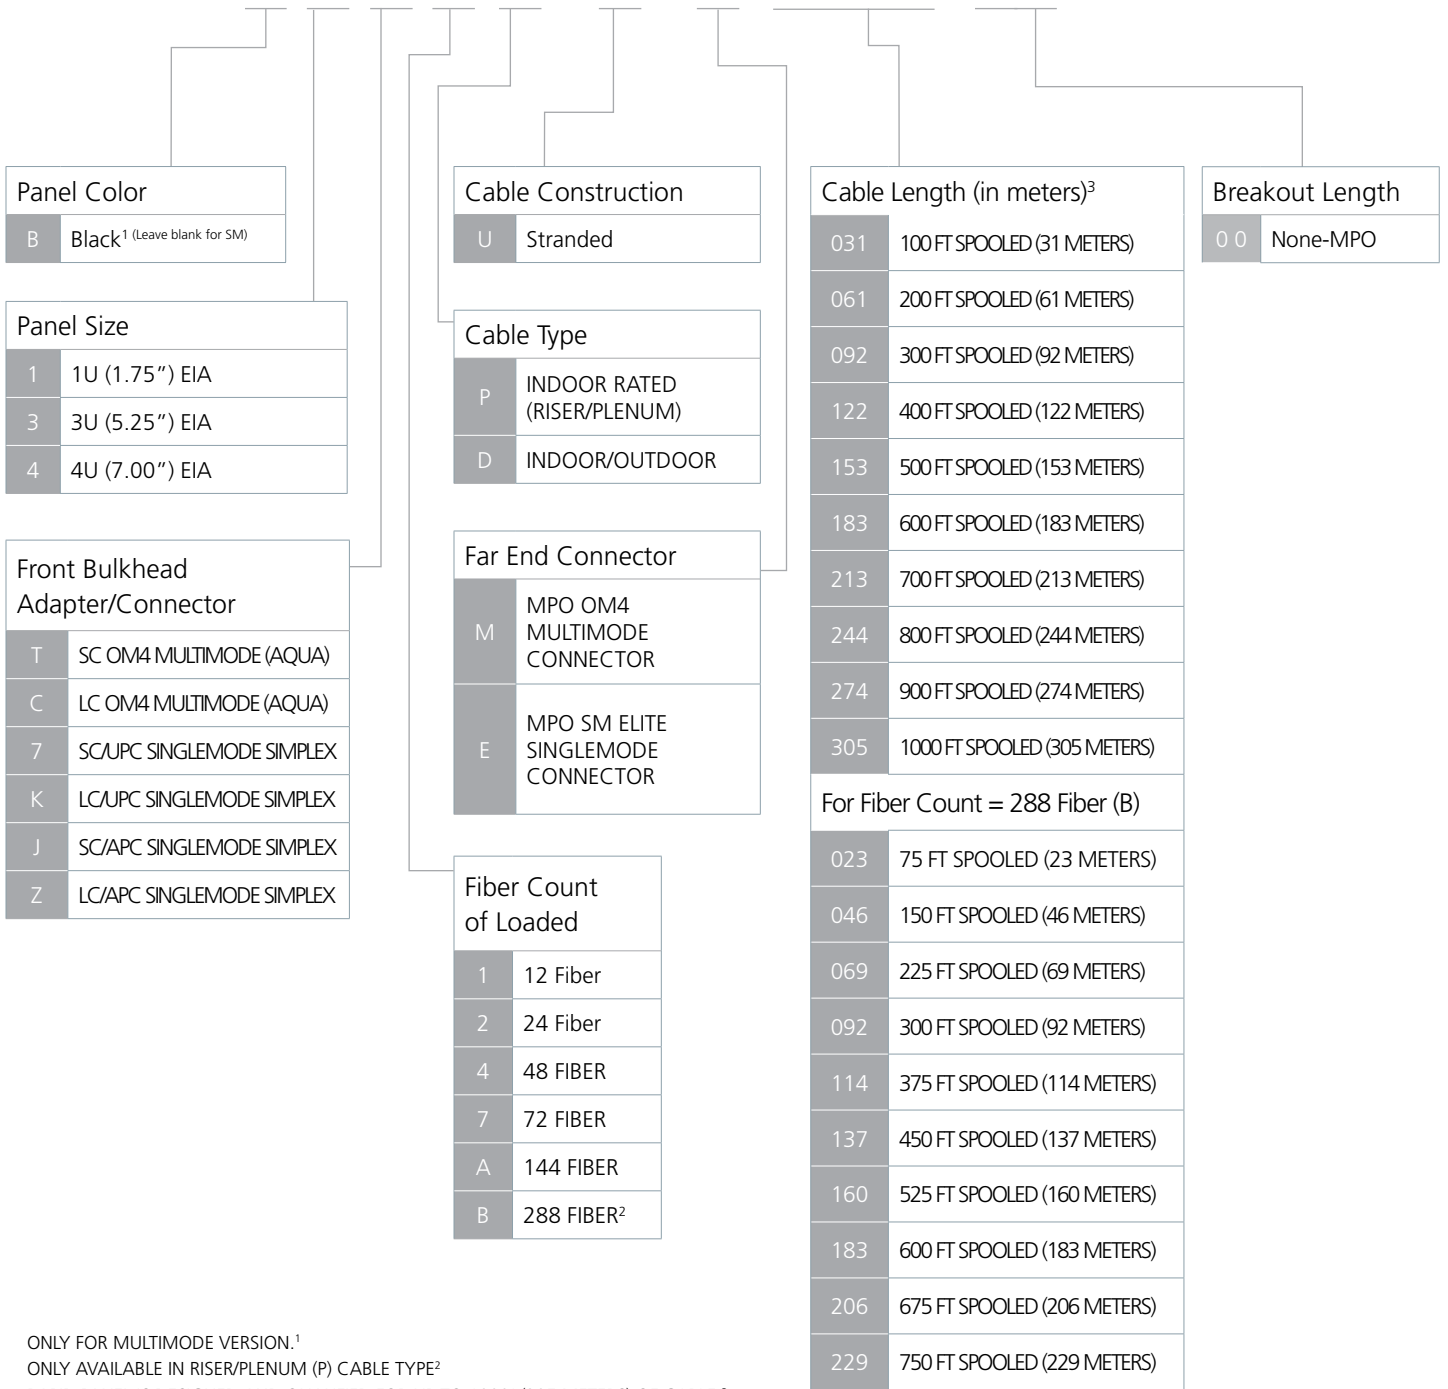 Panel Color
B Black¹ (Leave blank for SM)
Panel Size
1 1U (1.75”) EIA
3 3U (5.25”) EIA
4 4U (7.00”) EIA
Front Bulkhead
Adapter/Connector
T SC OM4 MULTIMODE (AQUA)
C LC OM4 MULTIMODE (AQUA)
7 SC/UPC SINGLEMODE SIMPLEX
K LC/UPC SINGLEMODE SIMPLEX
J SC/APC SINGLEMODE SIMPLEX
Z LC/APC SINGLEMODE SIMPLEX
Cable Construction
U Stranded
Cable Type
P INDOOR RATED
(RISER/PLENUM)
D INDOOR/OUTDOOR
Far End Connector
M MPO OM4
MULTIMODE
CONNECTOR
E MPO SM ELITE
SINGLEMODE
CONNECTOR
Fiber Count
of Loaded
1 12 Fiber
2 24 Fiber
4 48 FIBER
7 72 FIBER
A 144 FIBER
B 288 FIBER²
Cable Length (in meters)³
031 100 FT SPOOLED (31 METERS)
061 200 FT SPOOLED (61 METERS)
092 300 FT SPOOLED (92 METERS)
122 400 FT SPOOLED (122 METERS)
153 500 FT SPOOLED (153 METERS)
183 600 FT SPOOLED (183 METERS)
213 700 FT SPOOLED (213 METERS)
244 800 FT SPOOLED (244 METERS)
274 900 FT SPOOLED (274 METERS)
305 1000 FT SPOOLED (305 METERS)
For Fiber Count = 288 Fiber (B)
023 75 FT SPOOLED (23 METERS)
046 150 FT SPOOLED (46 METERS)
069 225 FT SPOOLED (69 METERS)
092 300 FT SPOOLED (92 METERS)
114 375 FT SPOOLED (114 METERS)
137 450 FT SPOOLED (137 METERS)
160 525 FT SPOOLED (160 METERS)
183 600 FT SPOOLED (183 METERS)
206 675 FT SPOOLED (206 METERS)
229 750 FT SPOOLED (229 METERS)
Breakout Length
0 0 None-MPO
ONLY FOR MULTIMODE VERSION.¹
ONLY AVAILABLE IN RISER/PLENUM (P) CABLE TYPE²